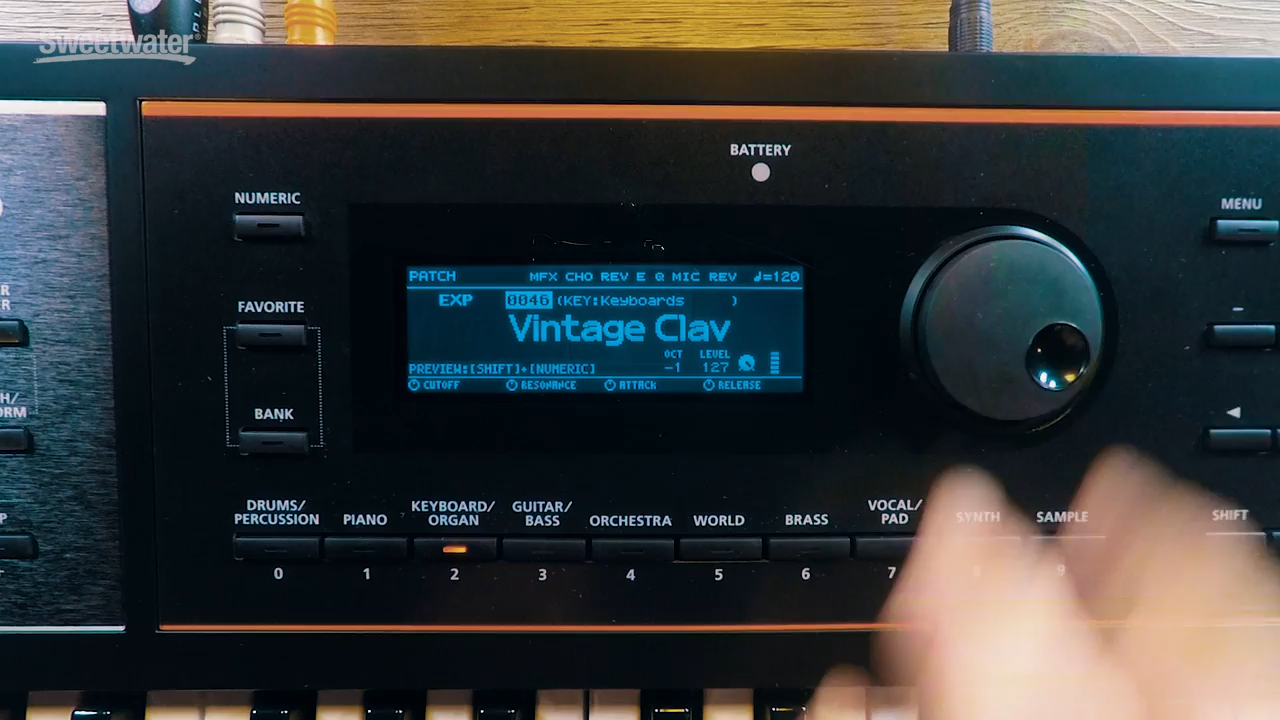 Sweetwater
BATTERY
NUMERIC
MENU
PATCH MFX CHO REV E Q MIC REV ♩=120
EXP 0046 (KEY:Keyboards )
Vintage Clav
OCT LEVEL
PREVIEW:[SHIFT]+[NUMERIC] -1 127
CUTOFF RESONANCE ATTACK RELEASE
FAVORITE
BANK
DRUMS/
PERCUSSION
PIANO
KEYBOARD/
ORGAN
GUITAR/
BASS
ORCHESTRA
WORLD
BRASS
VOCAL/
PAD
SYNTH
SAMPLE
SHIFT
0 1 2 3 4 5 6 7 9